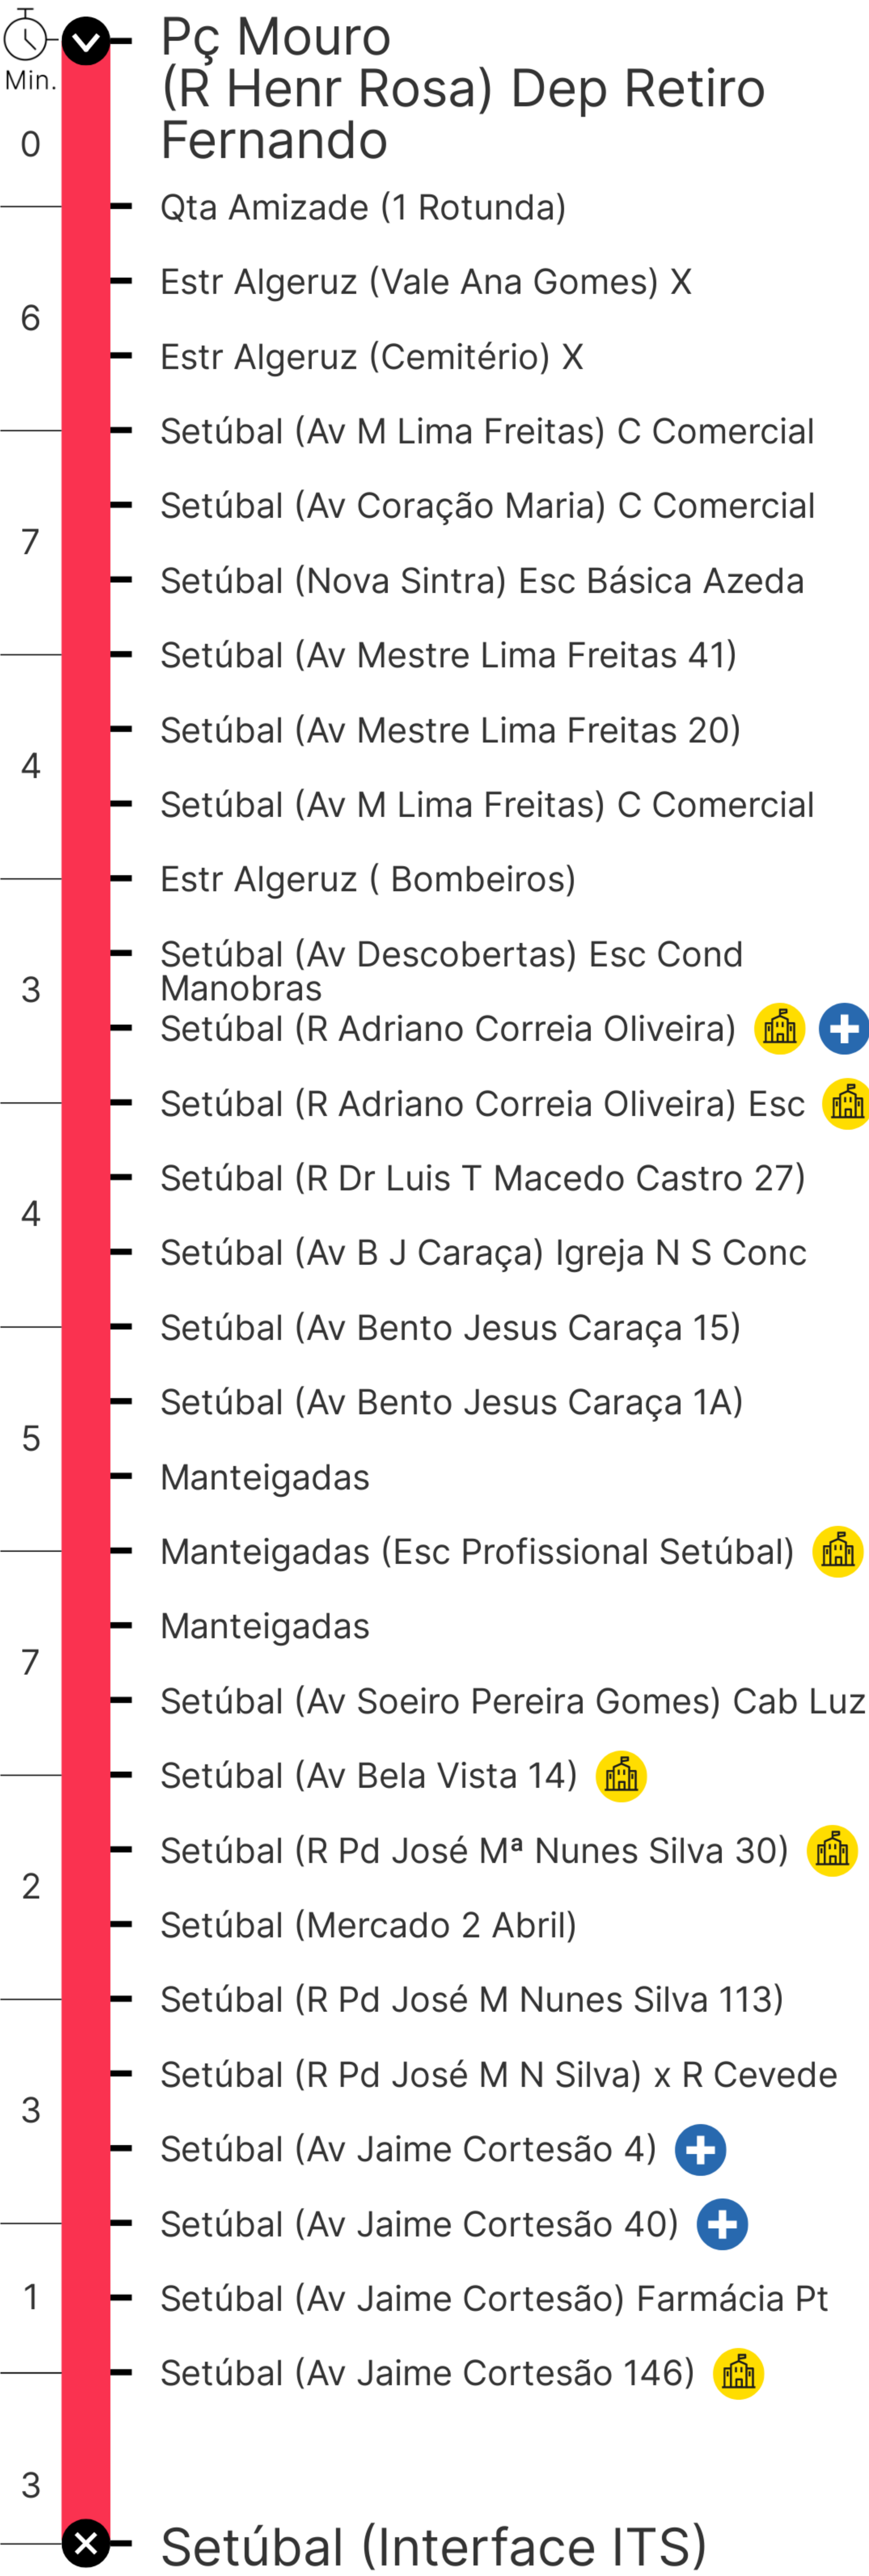 Pç Mouro
Min.
(R Henr Rosa) Dep Retiro
0
Fernando
Qta Amizade (1 Rotunda)
Estr Algeruz (Vale Ana Gomes) X
6
Estr Algeruz (Cemitério) X
Setúbal (Av M Lima Freitas) C Comercial
Setúbal (Av Coração Maria) C Comercial
7
Setúbal (Nova Sintra) Esc Básica Azeda
Setúbal (Av Mestre Lima Freitas 41)
Setúbal (Av Mestre Lima Freitas 20)
4
Setúbal (Av M Lima Freitas) C Comercial
Estr Algeruz ( Bombeiros)
Setúbal (Av Descobertas) Esc Cond
Manobras
3
Setúbal (R Adriano Correia Oliveira)
Setúbal (R Adriano Correia Oliveira) Esc
Setúbal (R Dr Luis T Macedo Castro 27)
4
Setúbal (Av B J Caraça) Igreja N S Conc
Setúbal (Av Bento Jesus Caraça 15)
Setúbal (Av Bento Jesus Caraça 1A)
5
Manteigadas
Manteigadas (Esc Profissional Setúbal)
Manteigadas
7
Setúbal (Av Soeiro Pereira Gomes) Cab Luz
Setúbal (Av Bela Vista 14)
Setúbal (R Pd José Mª Nunes Silva 30)
2
Setúbal (Mercado 2 Abril)
Setúbal (R Pd José M Nunes Silva 113)
Setúbal (R Pd José M N Silva) x R Cevede
3
Setúbal (Av Jaime Cortesão 4)
Setúbal (Av Jaime Cortesão 40)
1
Setúbal (Av Jaime Cortesão) Farmácia Pt
Setúbal (Av Jaime Cortesão 146)
3
Setúbal (Interface ITS)